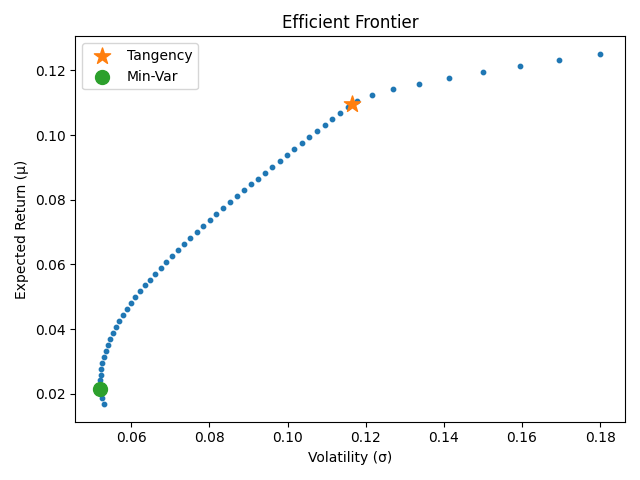 Efficient Frontier
Tangency
Min-Var
Expected Return (μ)
0.12
0.10
0.08
0.06
0.04
0.02
0.06
0.08
0.10
0.12
0.14
0.16
0.18
Volatility (σ)